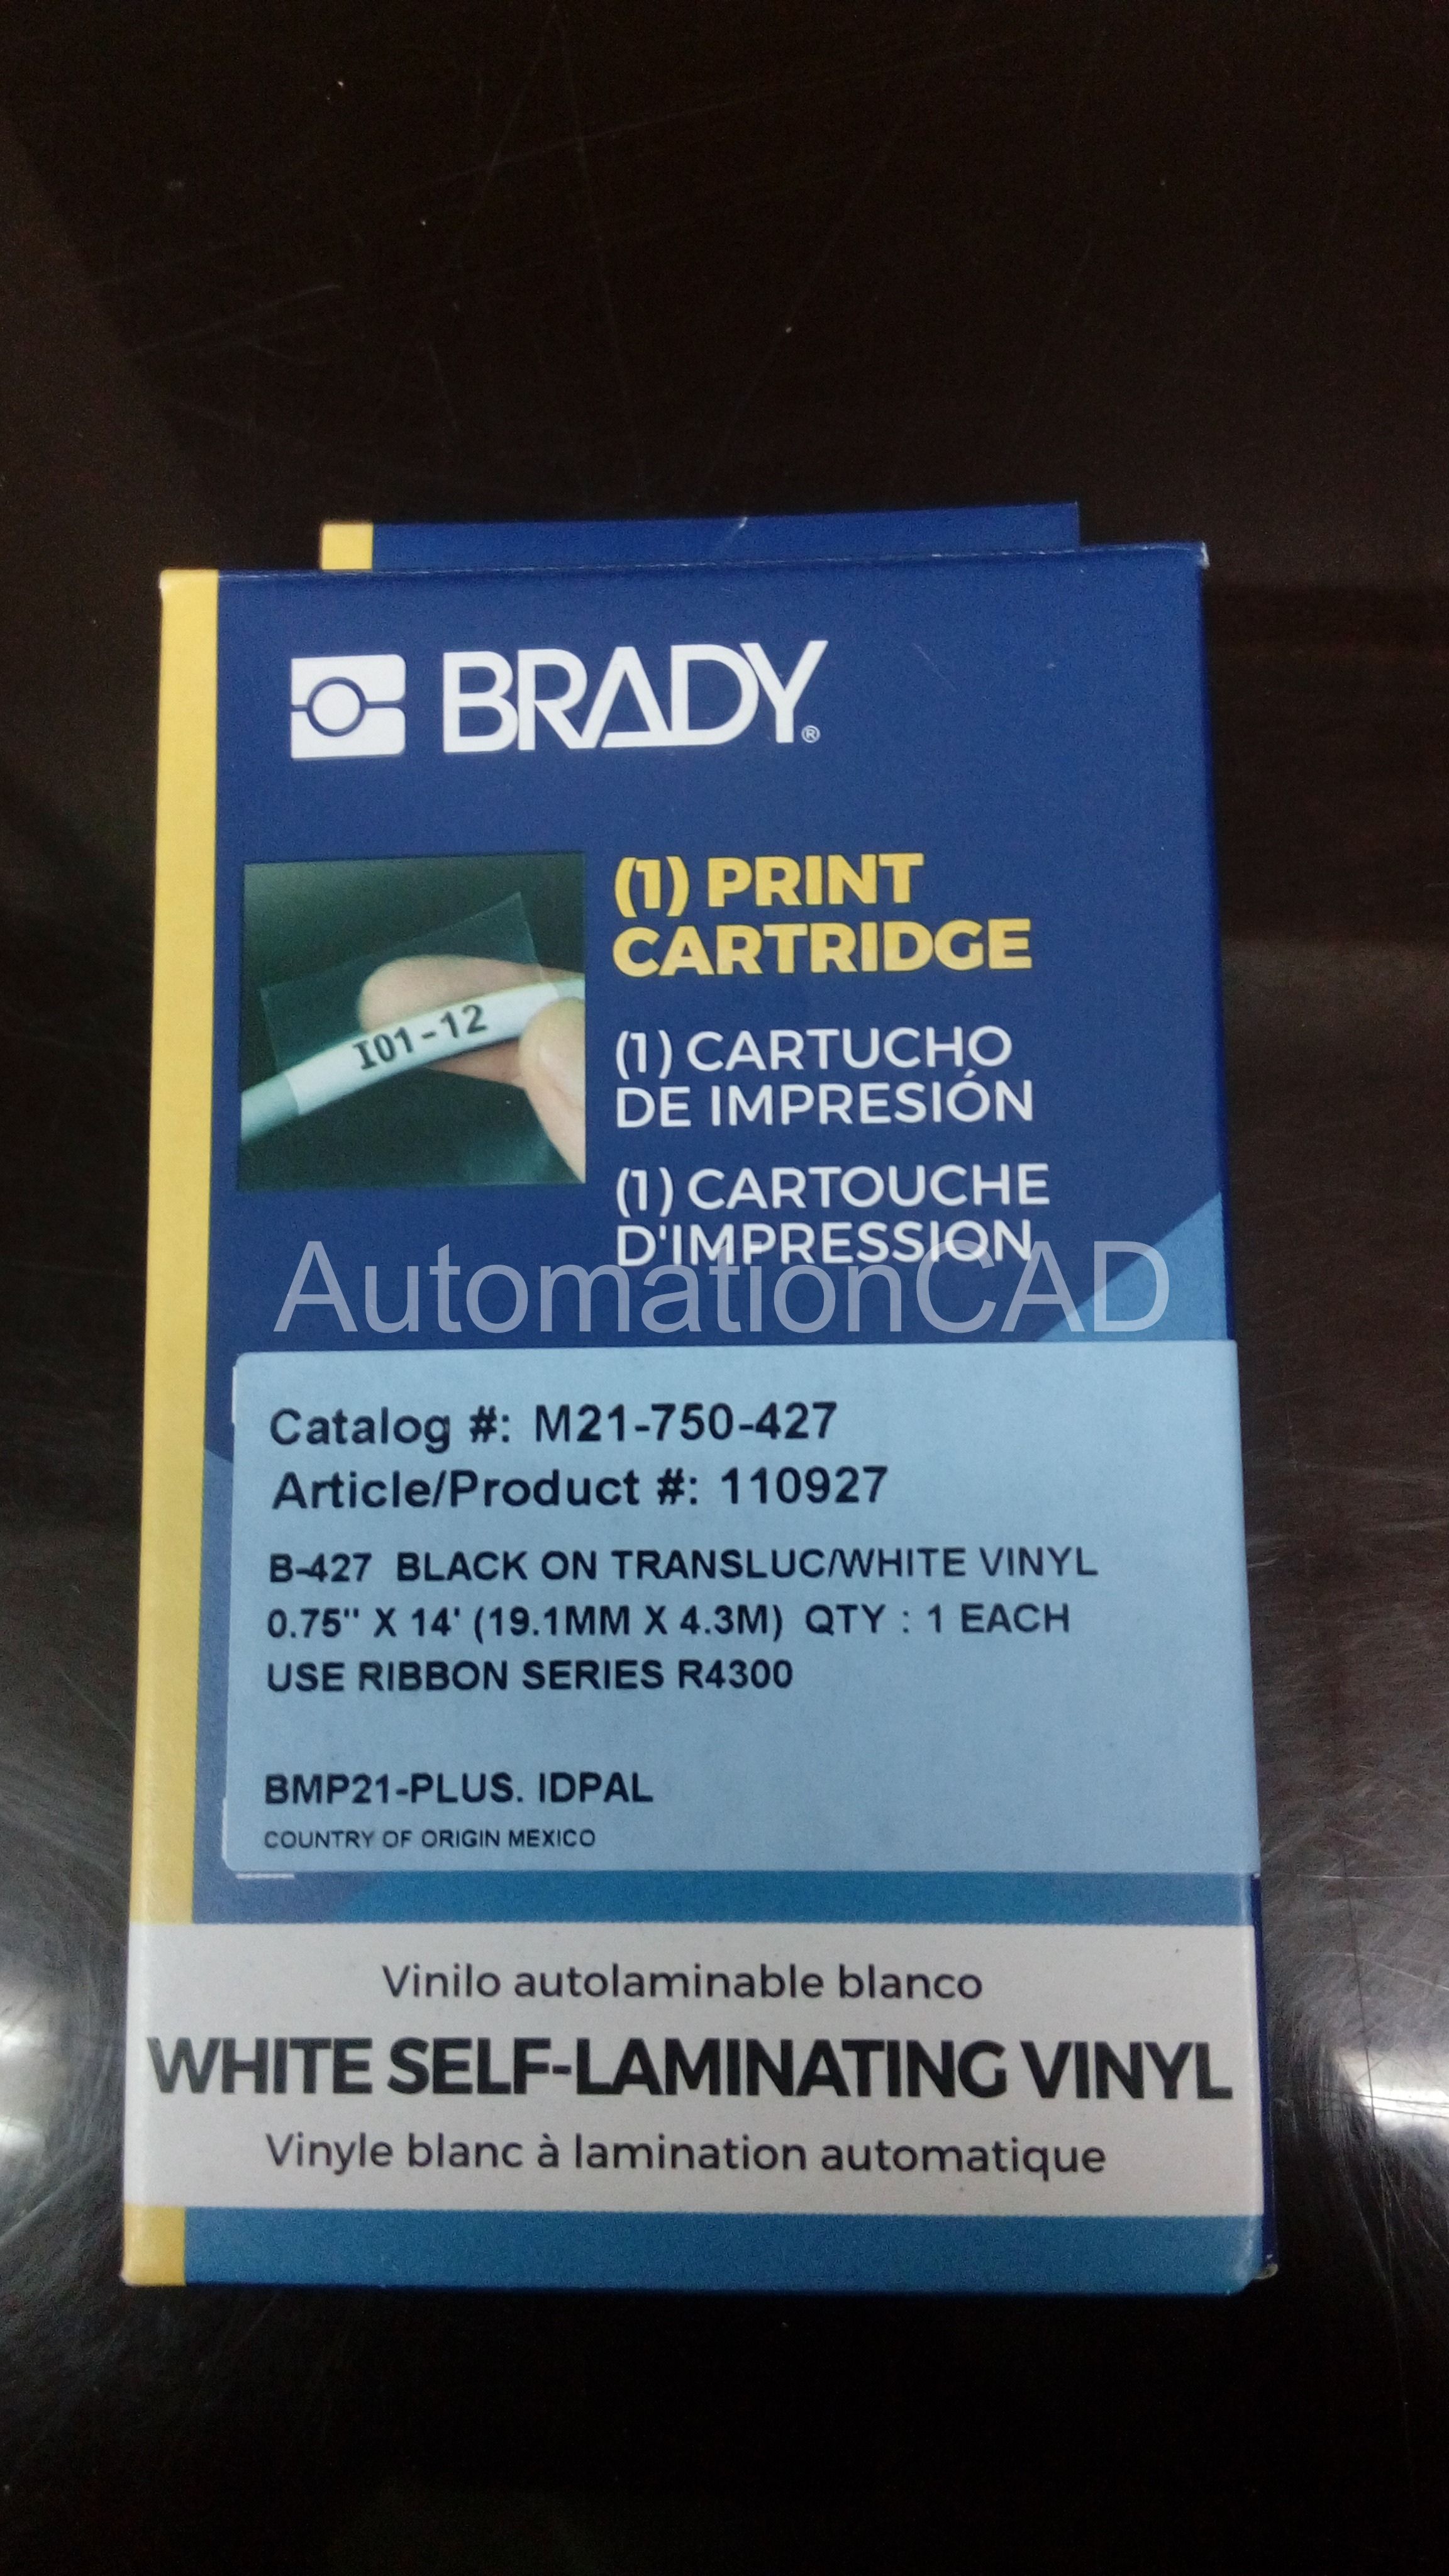 BRADY®
I01-12
(1) PRINT
CARTRIDGE
(1) CARTUCHO
DE IMPRESIÓN
(1) CARTOUCHE
D'IMPRESSION
AutomationCAD
Catalog #: M21-750-427
Article/Product #: 110927
B-427 BLACK ON TRANSLUC/WHITE VINYL
0.75" X 14' (19.1MM X 4.3M) QTY : 1 EACH
USE RIBBON SERIES R4300
BMP21-PLUS. IDPAL
COUNTRY OF ORIGIN MEXICO
Vinilo autolaminable blanco
WHITE SELF-LAMINATING VINYL
Vinyle blanc à lamination automatique